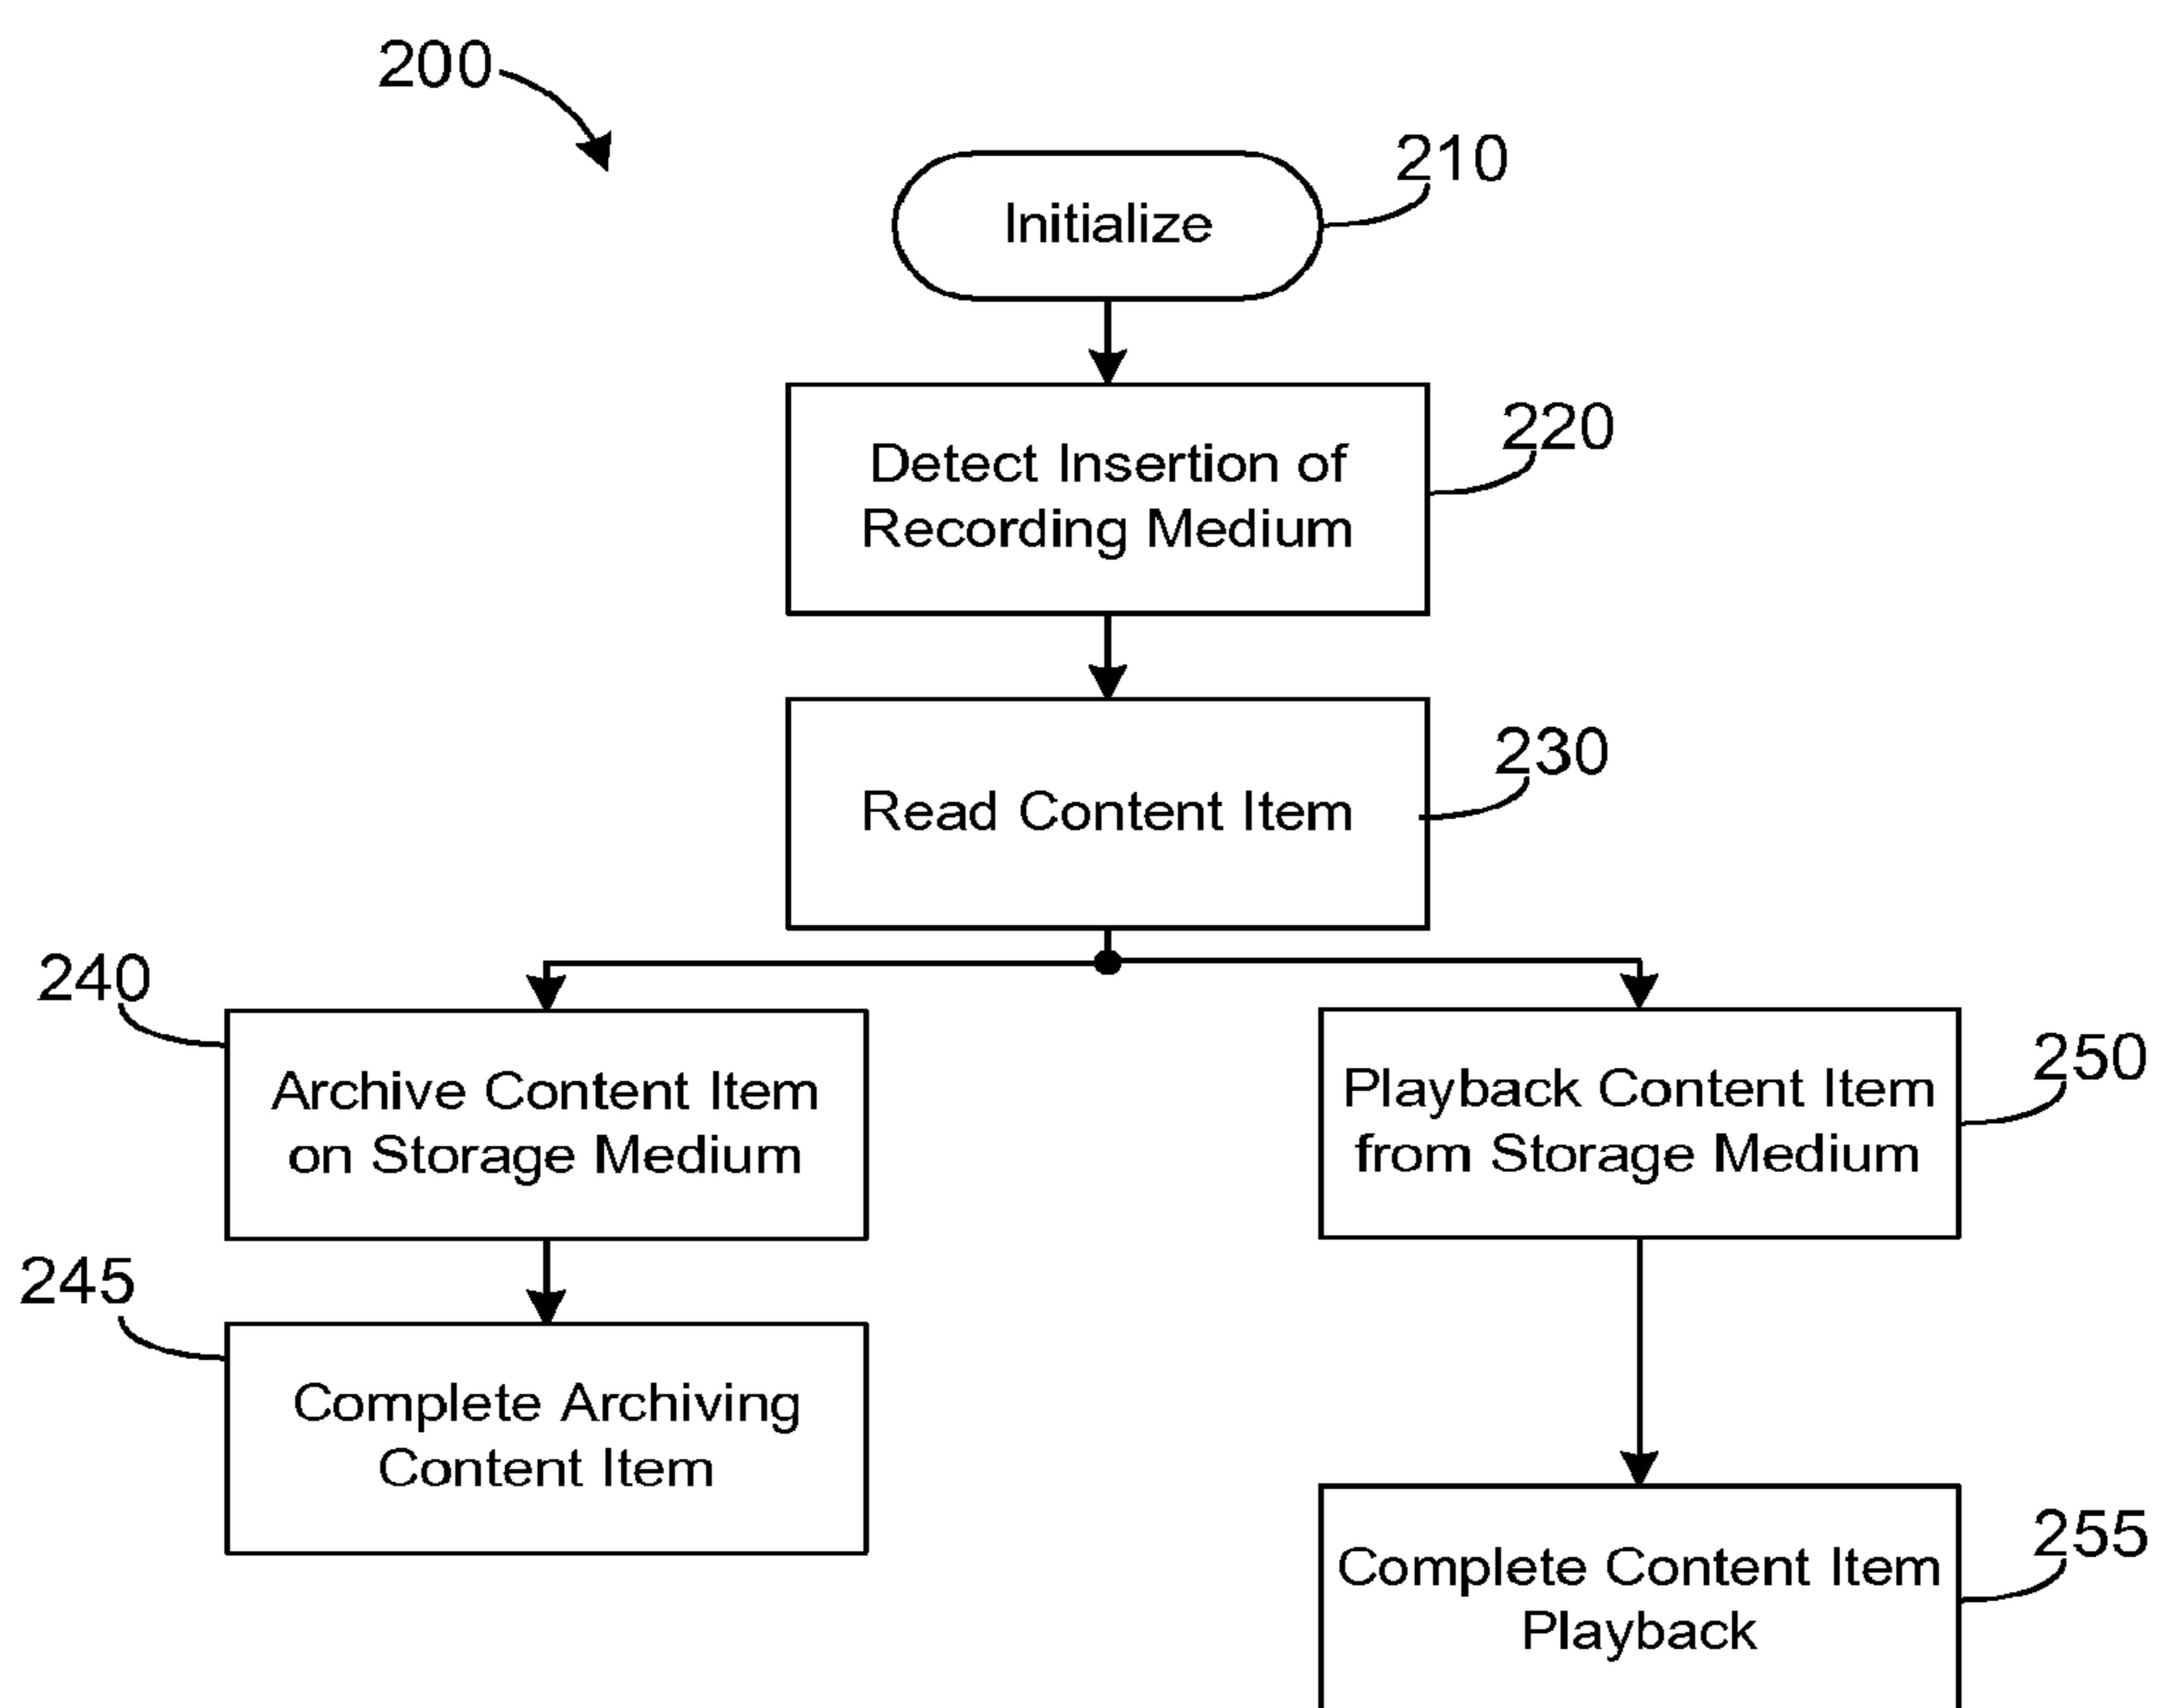 200
210
Initialize
220
Detect Insertion of
Recording Medium
230
Read Content Item
240
Archive Content Item
on Storage Medium
250
Playback Content Item
from Storage Medium
245
Complete Archiving
Content Item
255
Complete Content Item
Playback